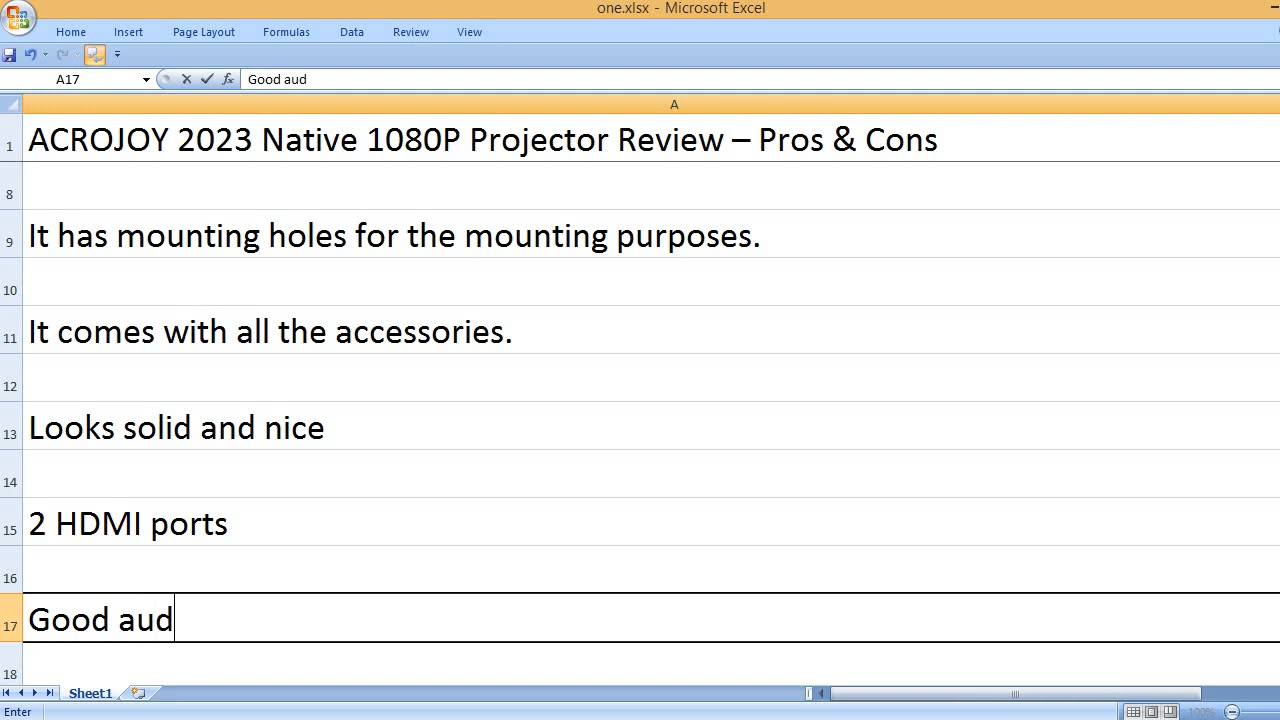 one.xlsx - Microsoft Excel
Home Insert Page Layout Formulas Data Review View
A17 fx Good aud
A
1 ACROJOY 2023 Native 1080P Projector Review – Pros & Cons
8
9 It has mounting holes for the mounting purposes.
10
11 It comes with all the accessories.
12
13 Looks solid and nice
14
15 2 HDMI ports
16
17 Good aud
18
Sheet1
Enter 100%